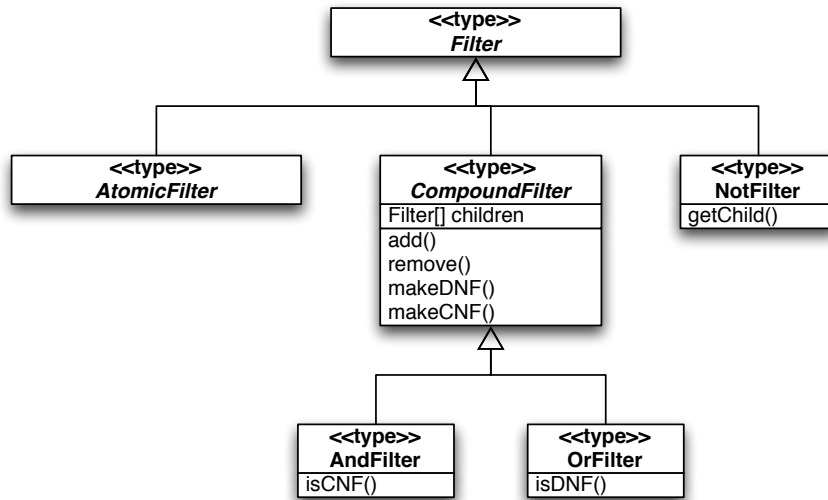 <<type>>
Filter
<<type>>
AtomicFilter
<<type>>
CompoundFilter
Filter[] children
add()
remove()
makeDNF()
makeCNF()
<<type>>
NotFilter
getChild()
<<type>>
AndFilter
isCNF()
<<type>>
OrFilter
isDNF()